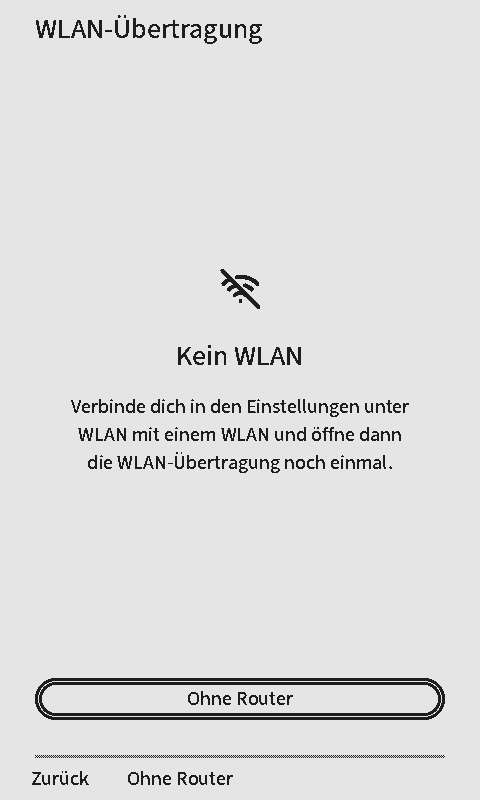 WLAN-Übertragung
Kein WLAN
Verbinde dich in den Einstellungen unter
WLAN mit einem WLAN und öffne dann
die WLAN-Übertragung noch einmal.
Ohne Router
Zurück Ohne Router